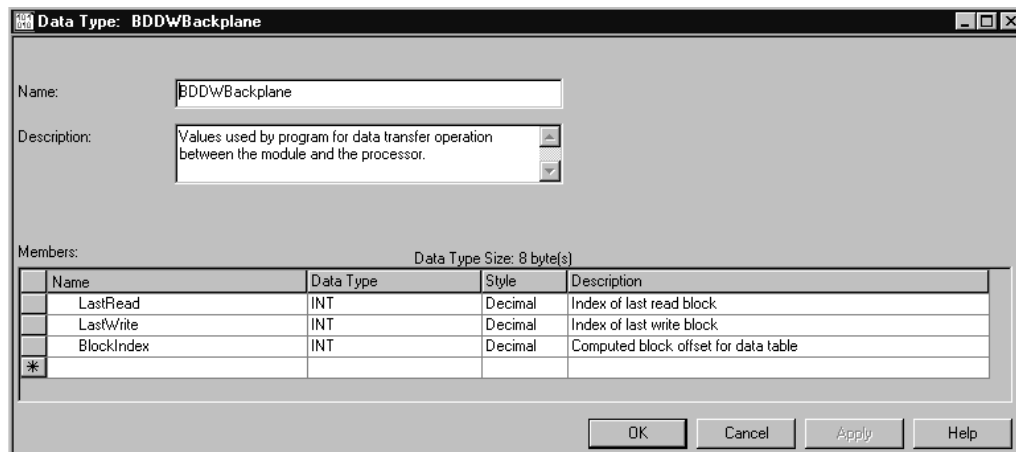 Data Type: BDDWBackplane
Name:
BDDWBackplane
Description:
Values used by program for data transfer operation
between the module and the processor.
Members:
Data Type Size: 8 byte(s)
Name Data Type Style Description
LastRead INT Decimal Index of last read block
LastWrite INT Decimal Index of last write block
BlockIndex INT Decimal Computed block offset for data table
OK Cancel Apply Help